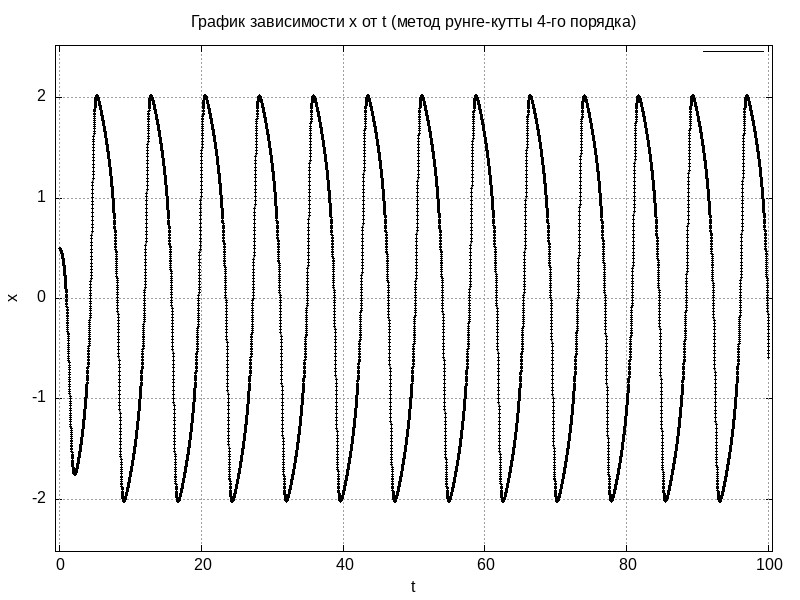 График зависимости x от t (метод рунге-кутты 4-го порядка)
2
1
0
-1
-2
x
0 20 40 60 80 100
t